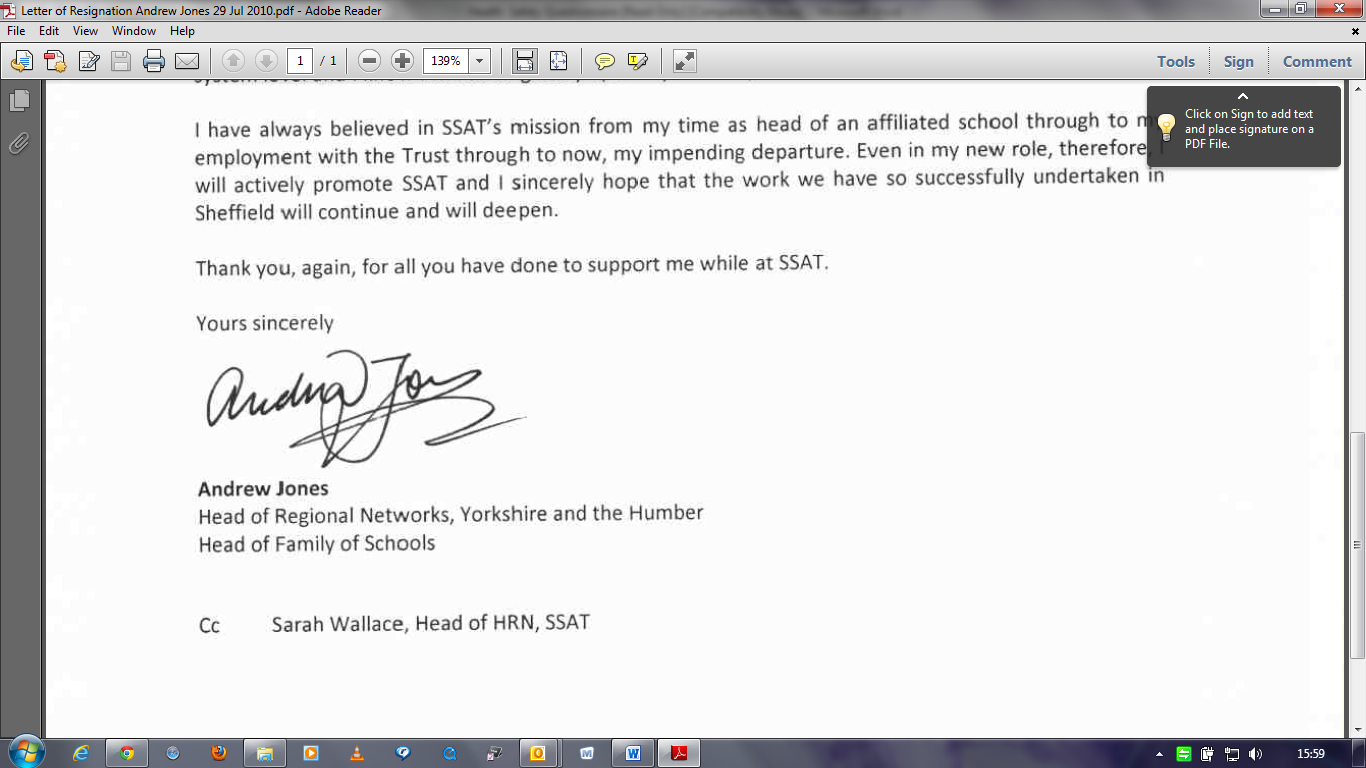 Letter of Resignation Andrew Jones 29 Jul 2010.pdf - Adobe Reader
File Edit View Window Help
1 / 1 139% Tools Sign Comment
Click on Sign to add text
and place signature on a
PDF File.
I have always believed in SSAT's mission from my time as head of an affiliated school through to
employment with the Trust through to now, my impending departure. Even in my new role, therefore,
will actively promote SSAT and I sincerely hope that the work we have so successfully undertaken in
Sheffield will continue and will deepen.
Thank you, again, for all you have done to support me while at SSAT.
Yours sincerely
Andrew Jones
Andrew Jones
Head of Regional Networks, Yorkshire and the Humber
Head of Family of Schools
Cc Sarah Wallace, Head of HRN, SSAT
15:59